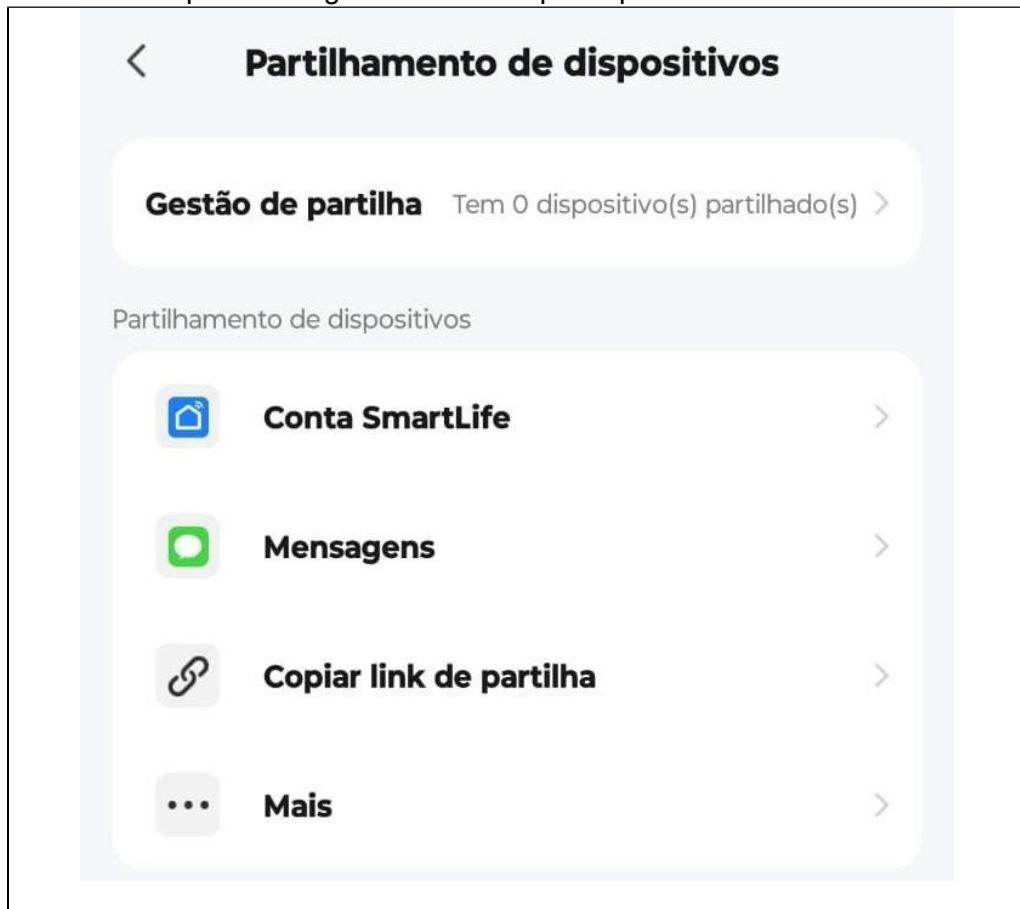 Partilhamento de dispositivos
Gestão de partilha Tem 0 dispositivo(s) partilhado(s)
Partilhamento de dispositivos
Conta SmartLife
Mensagens
Copiar link de partilha
Mais